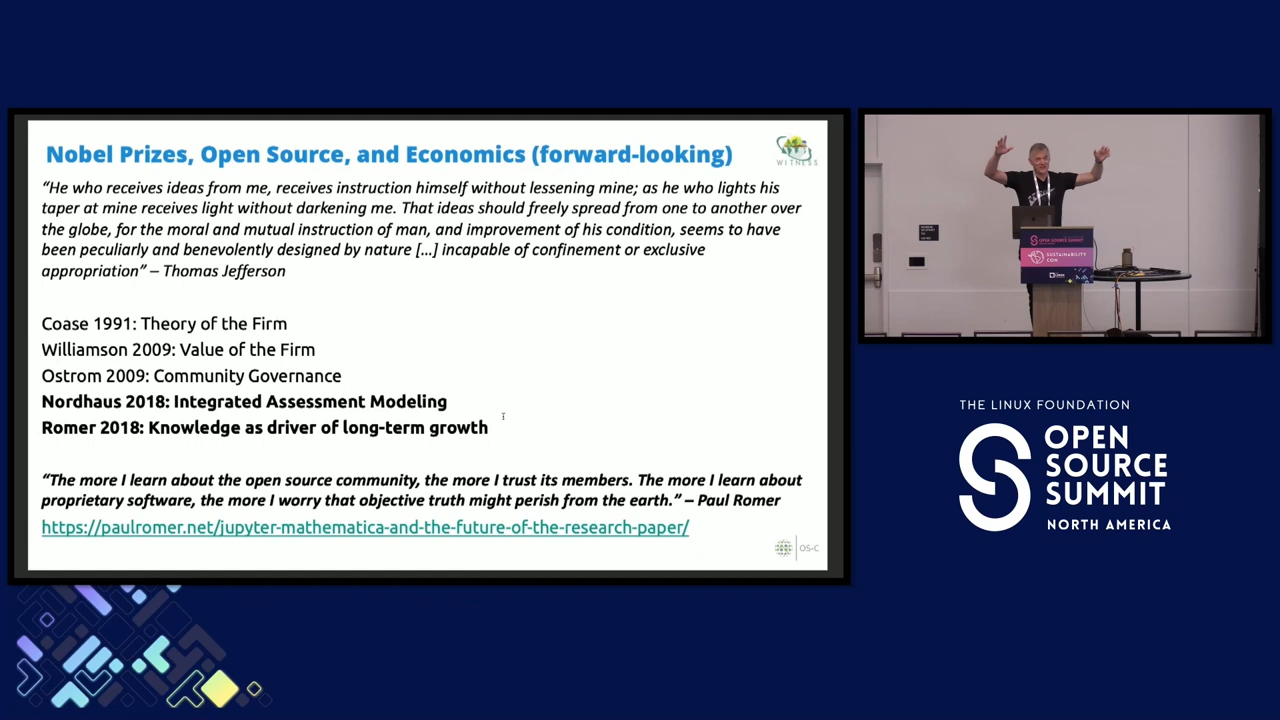 Nobel Prizes, Open Source, and Economics (forward-looking)
WITNESS
“He who receives ideas from me, receives instruction himself without lessening mine; as he who lights his
taper at mine receives light without darkening me. That ideas should freely spread from one to another over
the globe, for the moral and mutual instruction of man, and improvement of his condition, seems to have
been peculiarly and benevolently designed by nature [...] incapable of confinement or exclusive
appropriation” – Thomas Jefferson
Coase 1991: Theory of the Firm
Williamson 2009: Value of the Firm
Ostrom 2009: Community Governance
Nordhaus 2018: Integrated Assessment Modeling
Romer 2018: Knowledge as driver of long-term growth
“The more I learn about the open source community, the more I trust its members. The more I learn about
proprietary software, the more I worry that objective truth might perish from the earth.” – Paul Romer
https://paulromer.net/jupyter-mathematica-and-the-future-of-the-research-paper/
OS-C
OPEN SOURCE SUMMIT
SUSTAINABILITY
CON
THE LINUX FOUNDATION
OPEN
SOURCE
SUMMIT
NORTH AMERICA